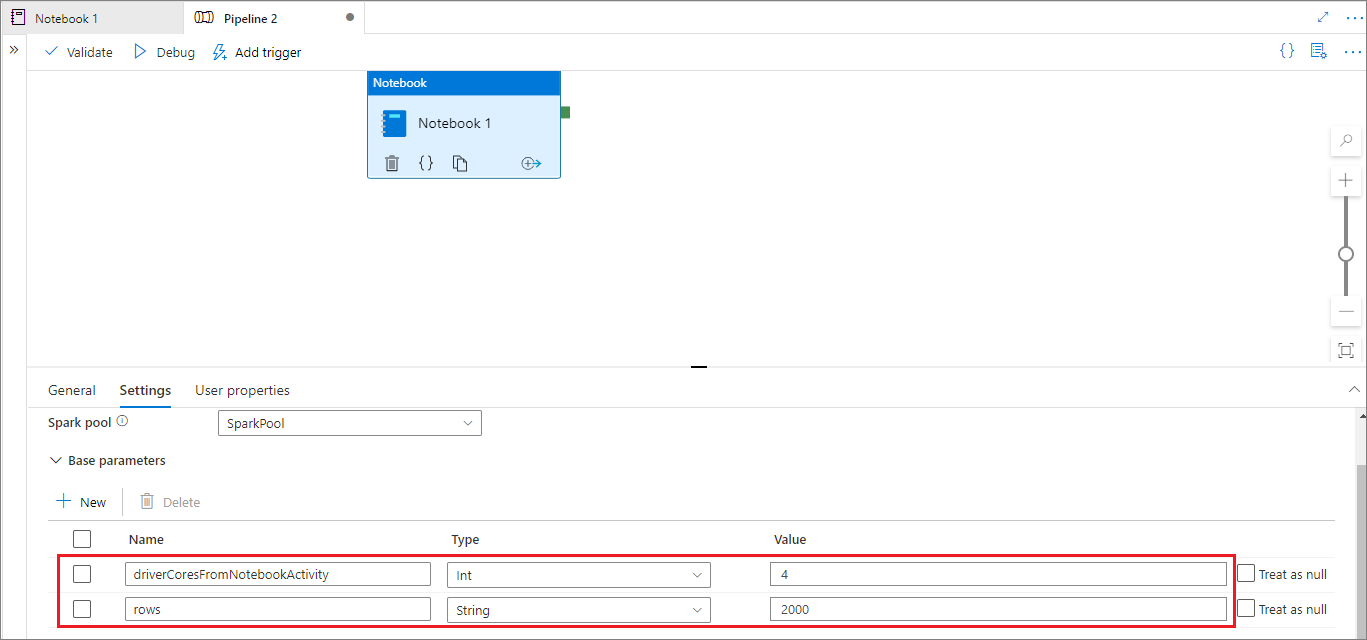 Notebook 1
Pipeline 2
Validate
Debug
Add trigger
Notebook
Notebook 1
General
Settings
User properties
Spark pool
SparkPool
Base parameters
New
Delete
Name Type Value
driverCoresFromNotebookActivity Int 4 Treat as null
rows String 2000 Treat as null